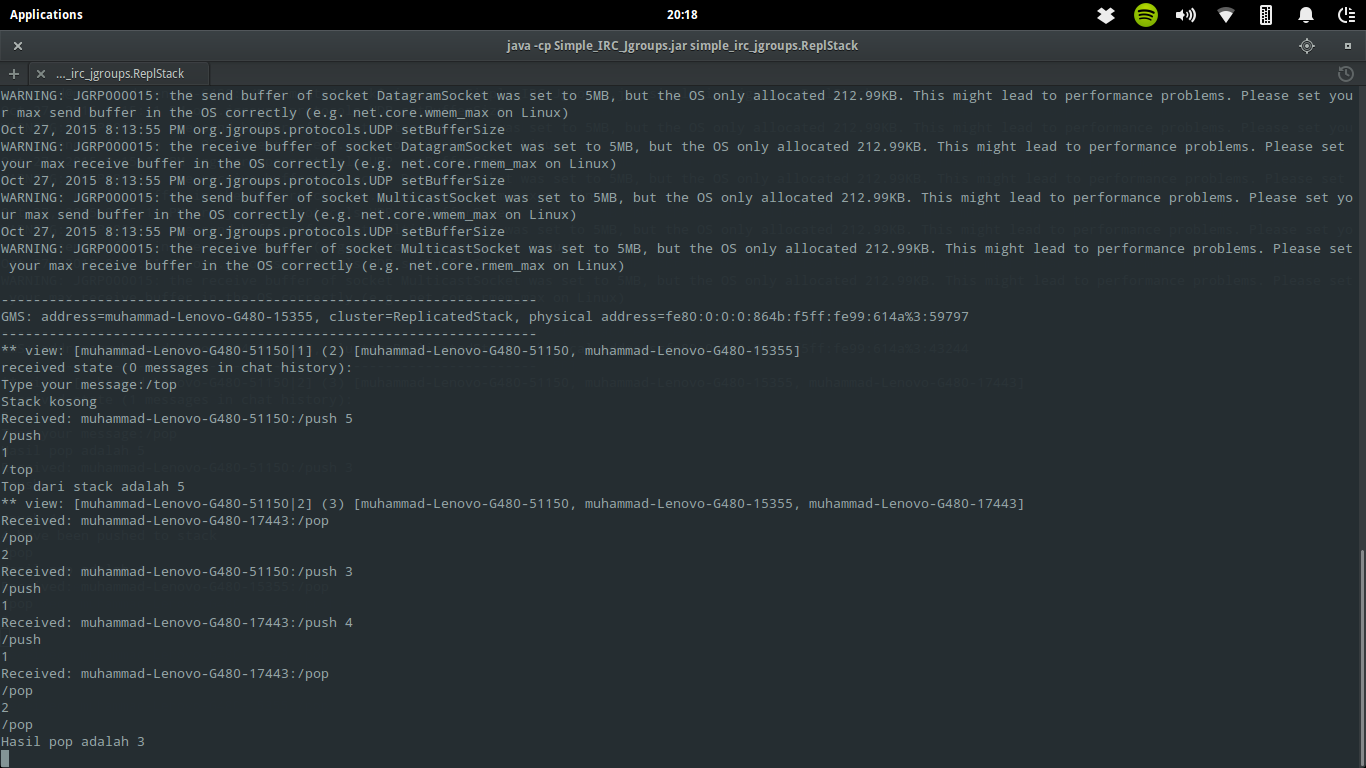 Applications
20:18
java -cp Simple_IRC_Jgroups.jar simple_irc_jgroups.ReplStack
..._irc_jgroups.ReplStack
WARNING: JGRP000015: the send buffer of socket DatagramSocket was set to 5MB, but the OS only allocated 212.99KB. This might lead to performance problems. Please set you
r max send buffer in the OS correctly (e.g. net.core.wmem_max on Linux)
Oct 27, 2015 8:13:55 PM org.jgroups.protocols.UDP setBufferSize
WARNING: JGRP000015: the receive buffer of socket DatagramSocket was set to 5MB, but the OS only allocated 212.99KB. This might lead to performance problems. Please set
your max receive buffer in the OS correctly (e.g. net.core.rmem_max on Linux)
Oct 27, 2015 8:13:55 PM org.jgroups.protocols.UDP setBufferSize
WARNING: JGRP000015: the send buffer of socket MulticastSocket was set to 5MB, but the OS only allocated 212.99KB. This might lead to performance problems. Please set yo
ur max send buffer in the OS correctly (e.g. net.core.wmem_max on Linux)
Oct 27, 2015 8:13:55 PM org.jgroups.protocols.UDP setBufferSize
WARNING: JGRP000015: the receive buffer of socket MulticastSocket was set to 5MB, but the OS only allocated 212.99KB. This might lead to performance problems. Please set
 your max receive buffer in the OS correctly (e.g. net.core.rmem_max on Linux)
-------------------------------------------------------------------
GMS: address=muhammad-Lenovo-G480-15355, cluster=ReplicatedStack, physical address=fe80:0:0:0:864b:f5ff:fe99:614a%3:59797
-------------------------------------------------------------------
** view: [muhammad-Lenovo-G480-51150|1] (2) [muhammad-Lenovo-G480-51150, muhammad-Lenovo-G480-15355]
received state (0 messages in chat history):
Type your message:/top
Stack kosong
Received: muhammad-Lenovo-G480-51150:/push 5
/push
1
/top
Top dari stack adalah 5
** view: [muhammad-Lenovo-G480-51150|2] (3) [muhammad-Lenovo-G480-51150, muhammad-Lenovo-G480-15355, muhammad-Lenovo-G480-17443]
Received: muhammad-Lenovo-G480-17443:/pop
/pop
2
Received: muhammad-Lenovo-G480-51150:/push 3
/push
1
Received: muhammad-Lenovo-G480-17443:/push 4
/push
1
Received: muhammad-Lenovo-G480-17443:/pop
/pop
2
/pop
Hasil pop adalah 3